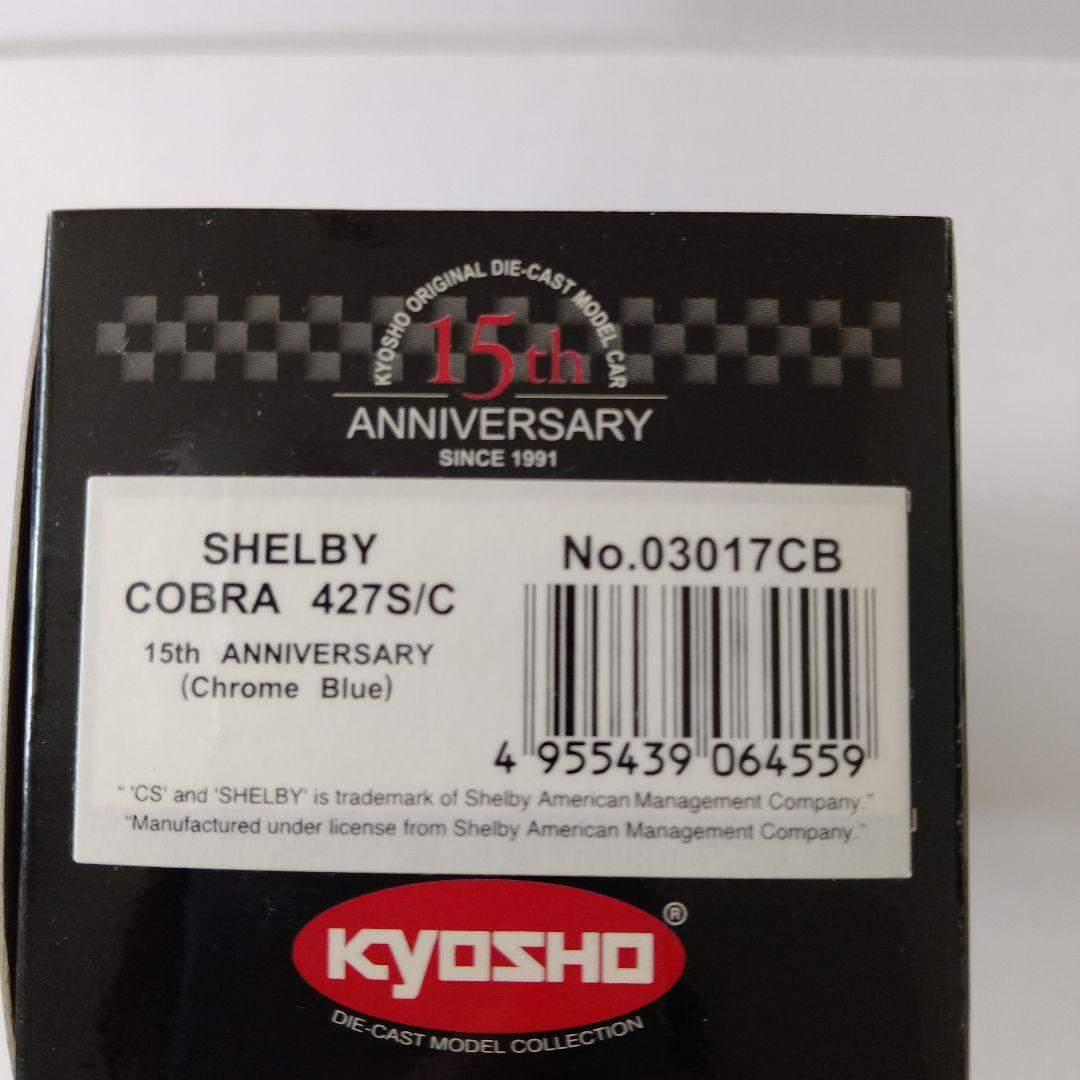 KYOSHO ORIGINAL DIE-CAST MODEL CAR
15th
ANNIVERSARY
SINCE 1991
SHELBY
COBRA 427S/C
15th ANNIVERSARY
(Chrome Blue)
No.03017CB
4 955439 064559
" 'CS' and 'SHELBY' is trademark of Shelby American Management Company."
"Manufactured under license from Shelby American Management Company."
KYOSHO ®
DIE-CAST MODEL COLLECTION